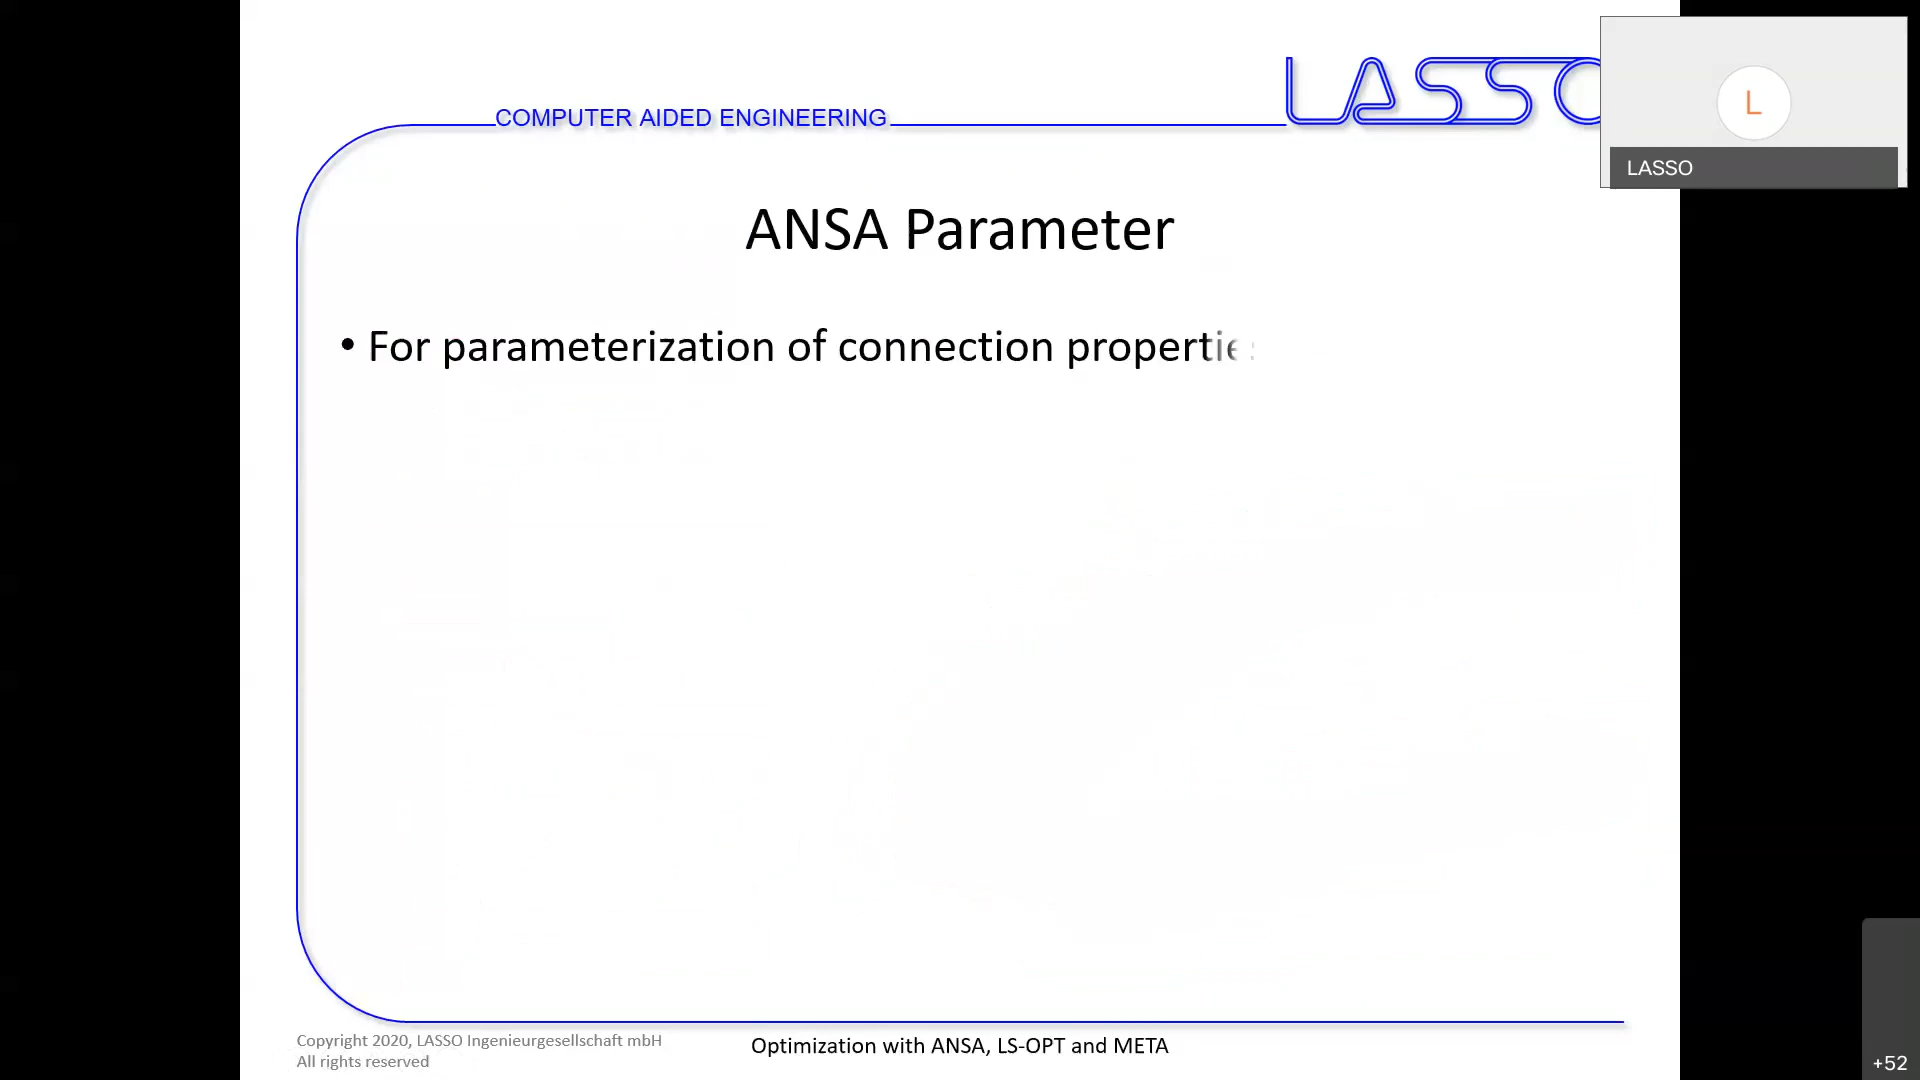 LASSO
L
COMPUTER AIDED ENGINEERING
LASSO
ANSA Parameter
• For parameterization of connection properties
Copyright 2020, LASSO Ingenieurgesellschaft mbH
All rights reserved
Optimization with ANSA, LS-OPT and META
+52